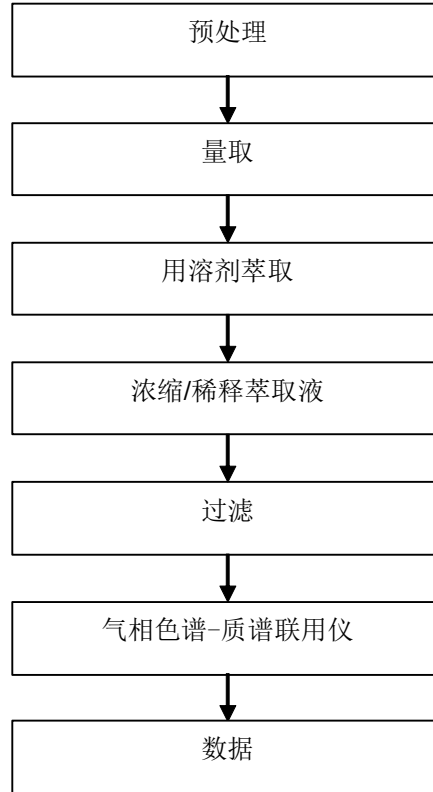 预处理
量取
用溶剂萃取
浓缩/稀释萃取液
过滤
气相色谱-质谱联用仪
数据